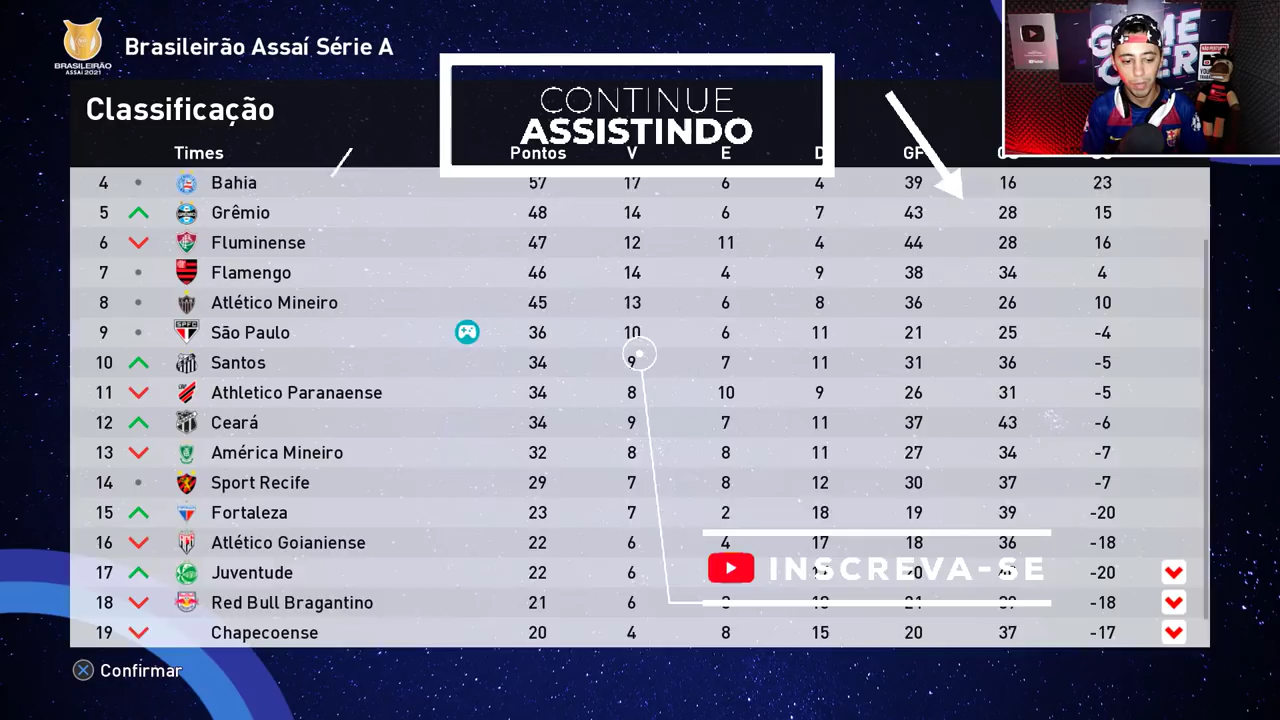 Brasileirão Assaí Série A
BRASILEIRÃO
ASSAÍ 2021
CONTINUE
ASSISTINDO
Classificação
Times Pontos V E D GF
4 Bahia 57 17 6 4 39 16 23
5 Grêmio 48 14 6 7 43 28 15
6 Fluminense 47 12 11 4 44 28 16
7 Flamengo 46 14 4 9 38 34 4
8 Atlético Mineiro 45 13 6 8 36 26 10
9 São Paulo 36 10 6 11 21 25 -4
10 Santos 34 9 7 11 31 36 -5
11 Athletico Paranaense 34 8 10 9 26 31 -5
12 Ceará 34 9 7 11 37 43 -6
13 América Mineiro 32 8 8 11 27 34 -7
14 Sport Recife 29 7 8 12 30 37 -7
15 Fortaleza 23 7 2 18 19 39 -20
16 Atlético Goianiense 22 6 4 17 18 36 -18
17 Juventude 22 6 -20
INSCREVA-SE
18 Red Bull Bragantino 21 6 -18
19 Chapecoense 20 4 8 15 20 37 -17
Confirmar